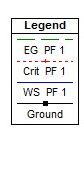 Legend
EG PF 1
Crit PF 1
WS PF 1
Ground